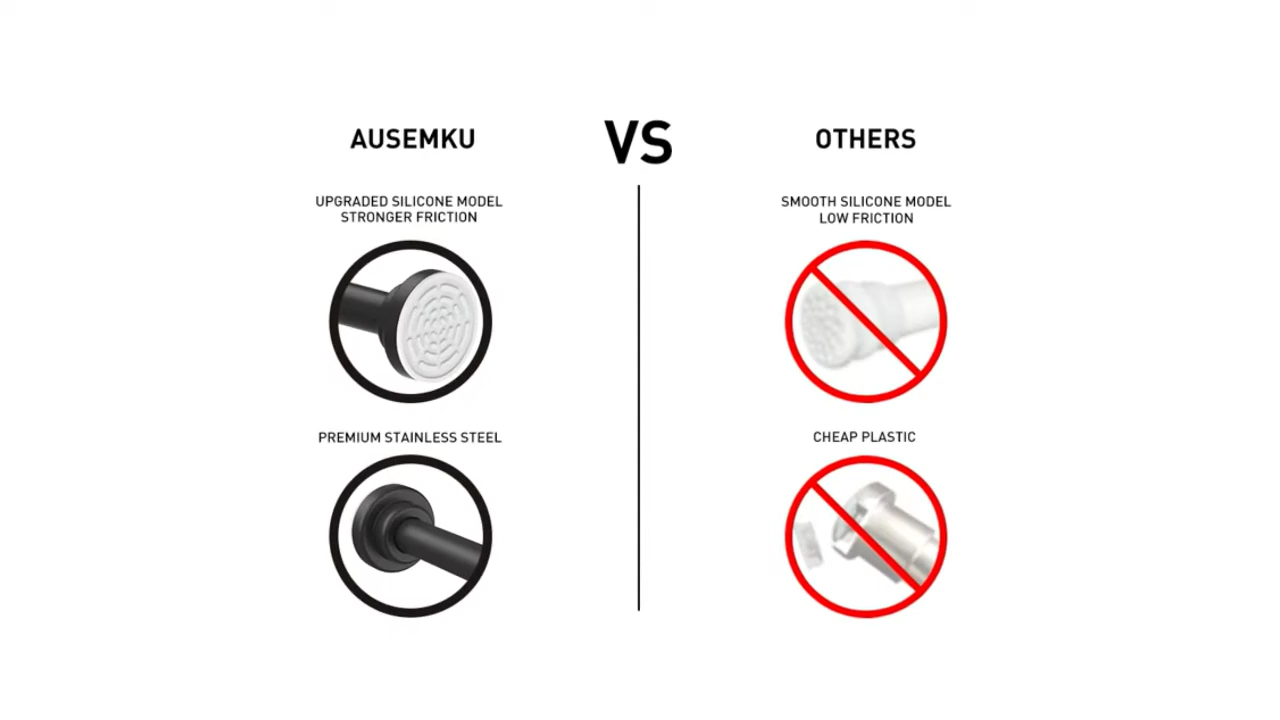 AUSEMKU
VS
OTHERS
UPGRADED SILICONE MODEL
STRONGER FRICTION
SMOOTH SILICONE MODEL
LOW FRICTION
PREMIUM STAINLESS STEEL
CHEAP PLASTIC